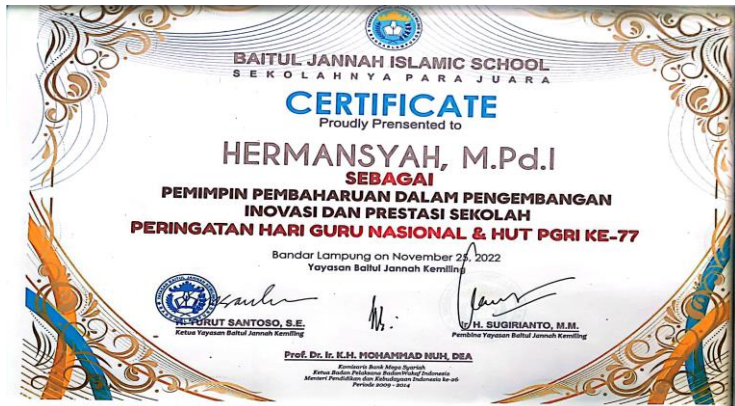 BAITUL JANNAH ISLAMIC SCHOOL
SEKOLAHNYA PARA JUARA
CERTIFICATE
Proudly Prensented to
HERMANSYAH, M.Pd.I
SEBAGAI
PEMIMPIN PEMBAHARUAN DALAM PENGEMBANGAN
INOVASI DAN PRESTASI SEKOLAH
PERINGATAN HARI GURU NASIONAL & HUT PGRI KE-77
Bandar Lampung on November 25, 2022
Yayasan Baitul Jannah Kemiling
TURUT SANTOSO, S.E.
Ketua Yayasan Baitul Jannah Kemiling
H. SUGIRIANTO, M.M.
Pembina Yayasan Baitul Jannah Kemiling
Prof. Dr. Ir. K.H. MOHAMMAD NUH, DEA
Komisaris Bank Mega Syariah
Ketua Badan Pelaksana Badan Wakaf Indonesia
Menteri Pendidikan dan Kebudayaan Indonesia ke-26
Periode 2009 - 2014